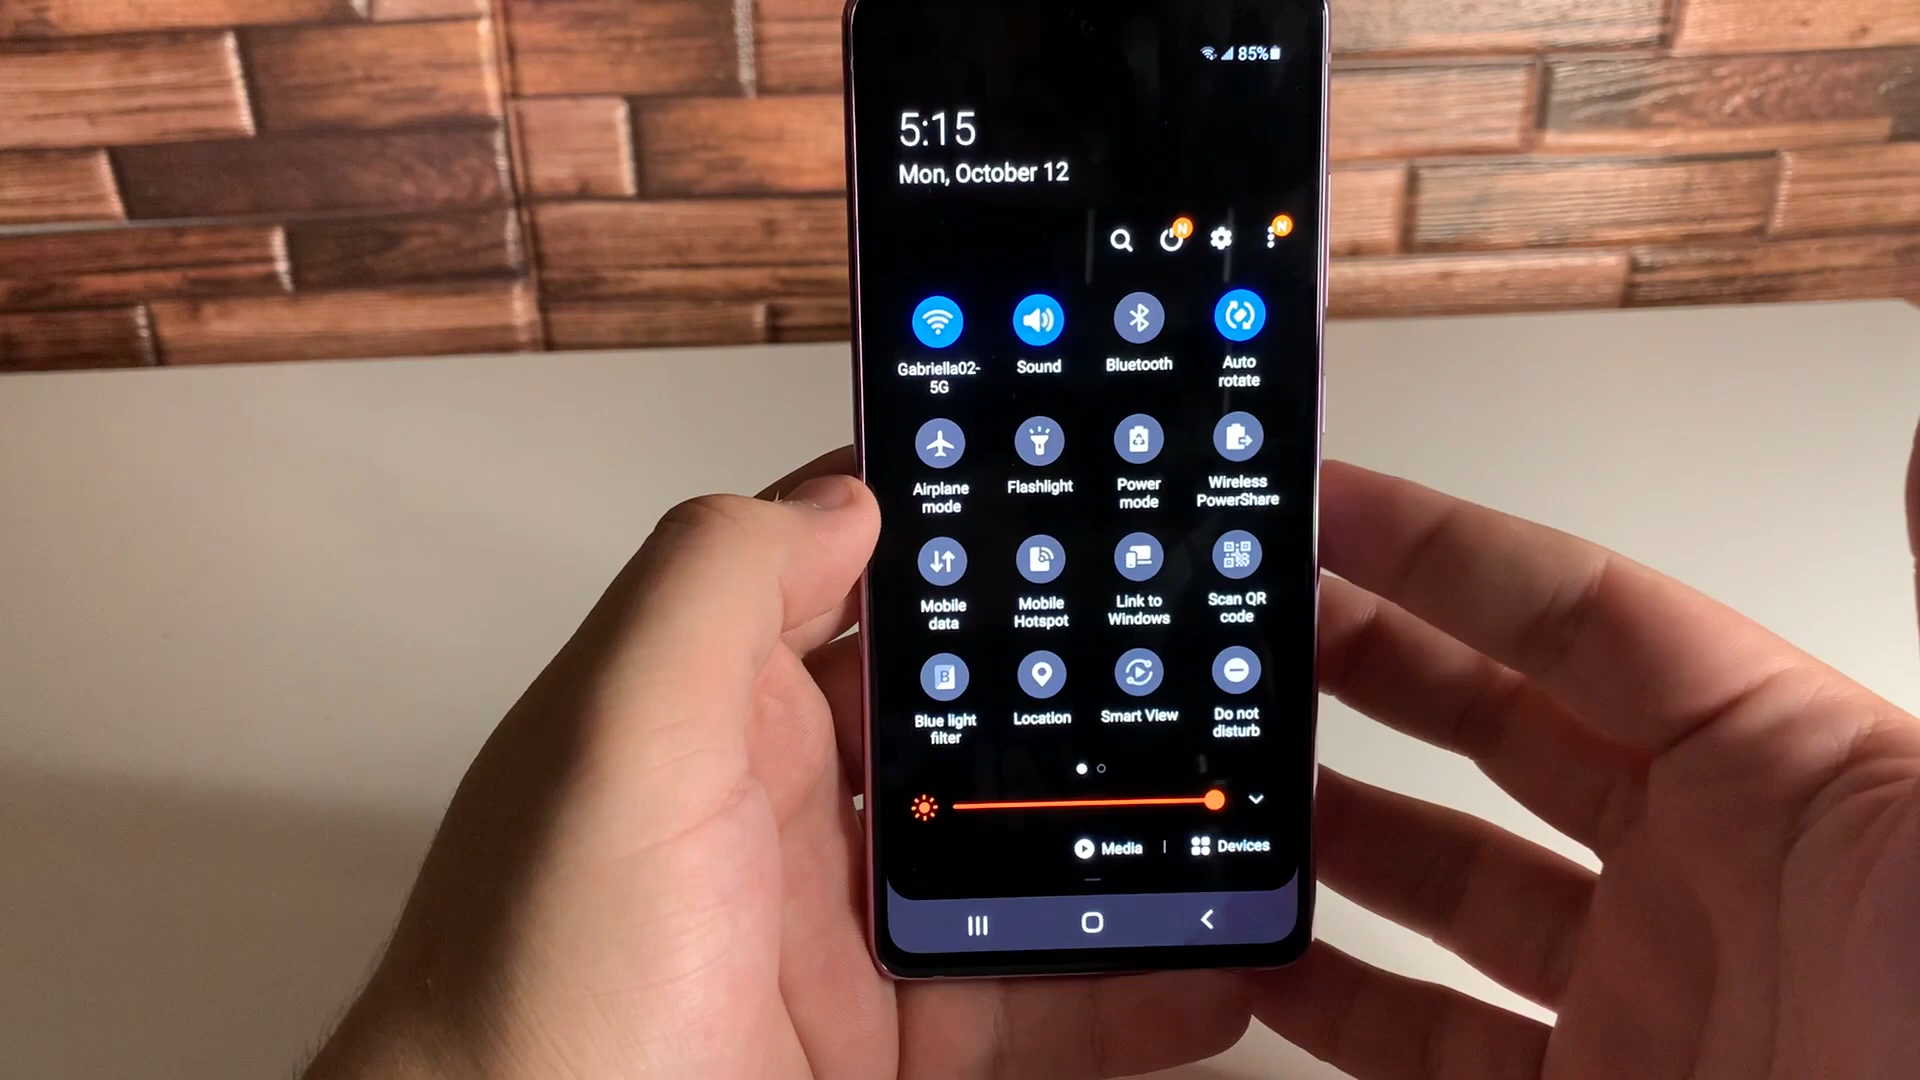 85%
5:15
Mon, October 12
N
N
Gabriella02-
5G
Sound
Bluetooth
Auto
rotate
Airplane
mode
Flashlight
Power
mode
Wireless
PowerShare
Mobile
data
Mobile
Hotspot
Link to
Windows
Scan QR
code
Blue light
filter
Location
Smart View
Do not
disturb
Media | Devices